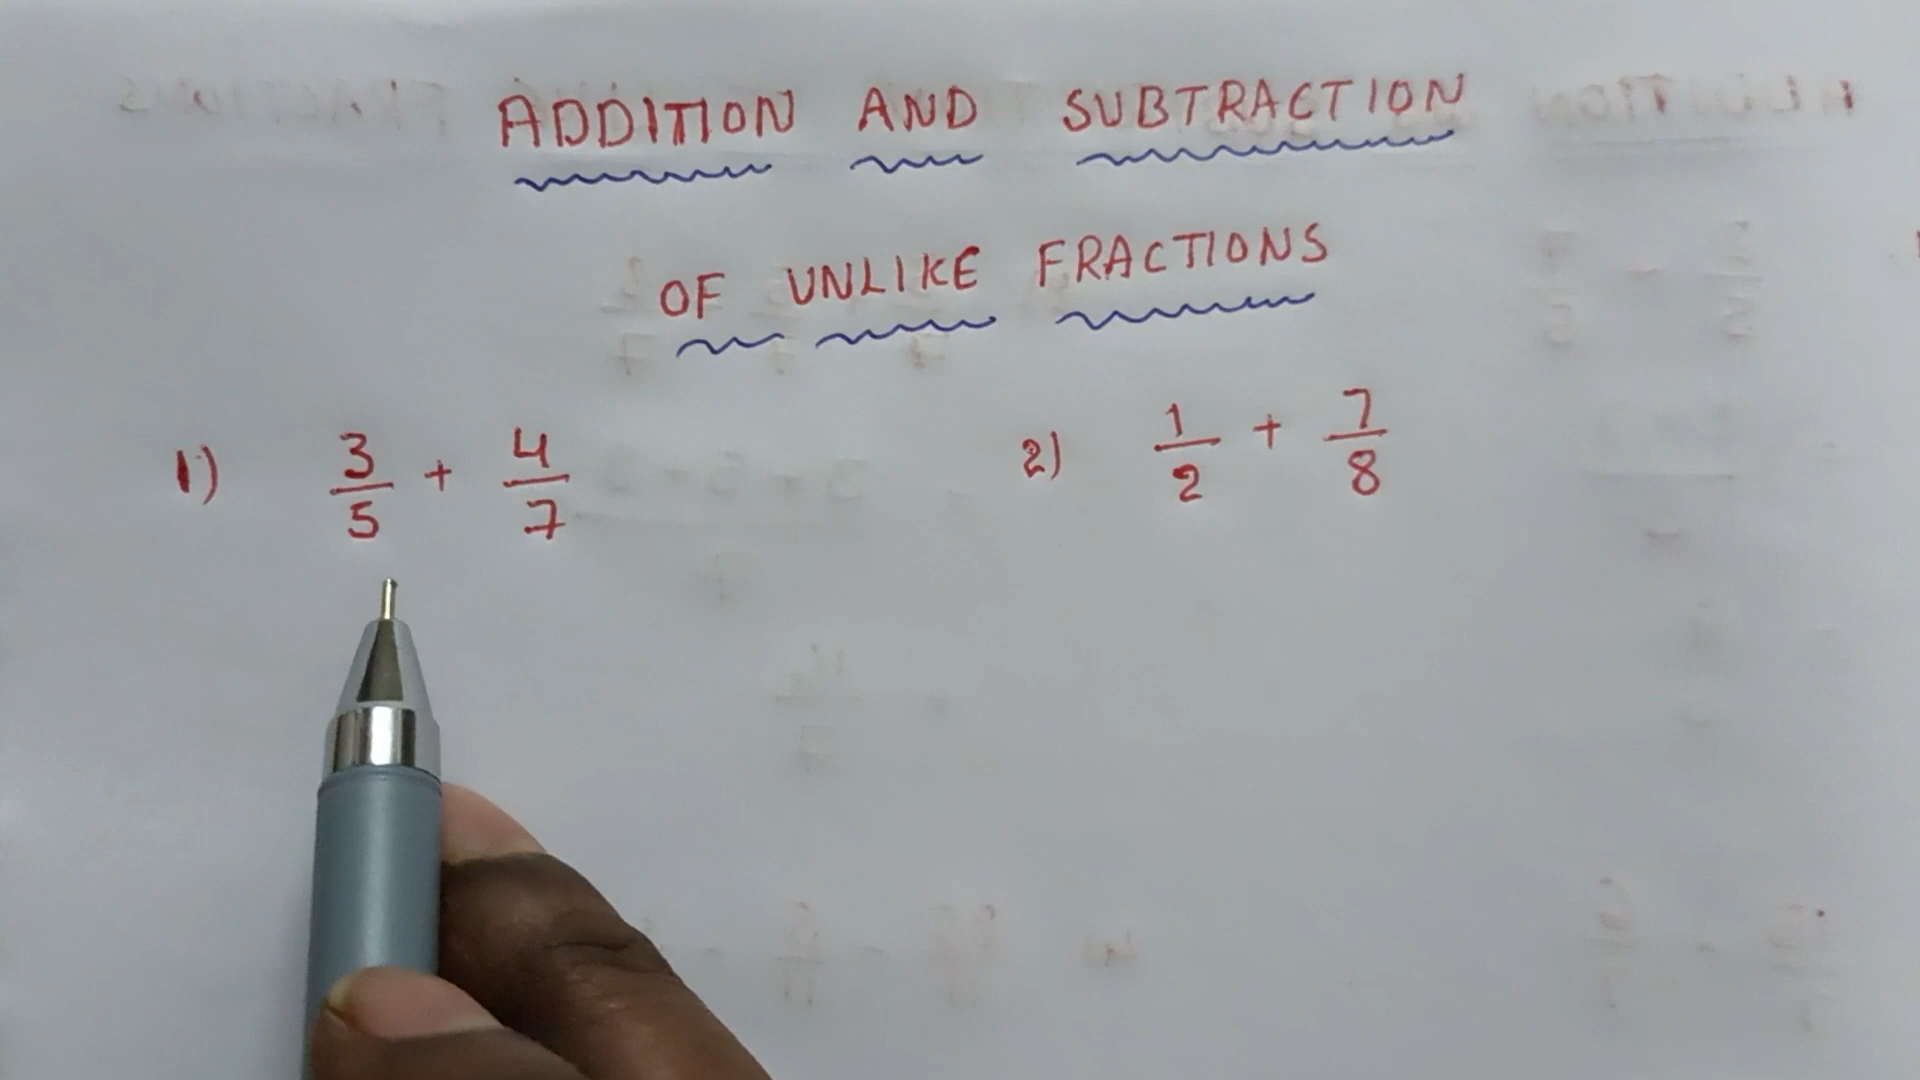 ADDITION AND SUBTRACTION
OF UNLIKE FRACTIONS
1) 3/5 + 4/7
2) 1/2 + 7/8